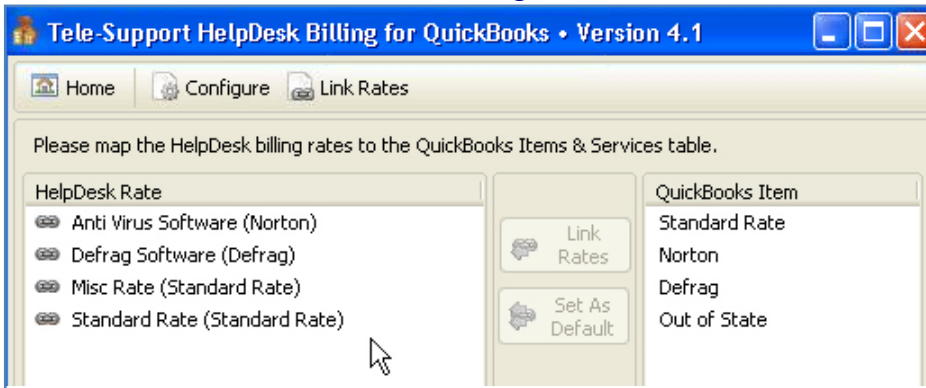 Tele-Support HelpDesk Billing for QuickBooks • Version 4.1
Home Configure Link Rates
Please map the HelpDesk billing rates to the QuickBooks Items & Services table.
HelpDesk Rate
Anti Virus Software (Norton)
Defrag Software (Defrag)
Misc Rate (Standard Rate)
Standard Rate (Standard Rate)
Link
Rates
Set As
Default
QuickBooks Item
Standard Rate
Norton
Defrag
Out of State